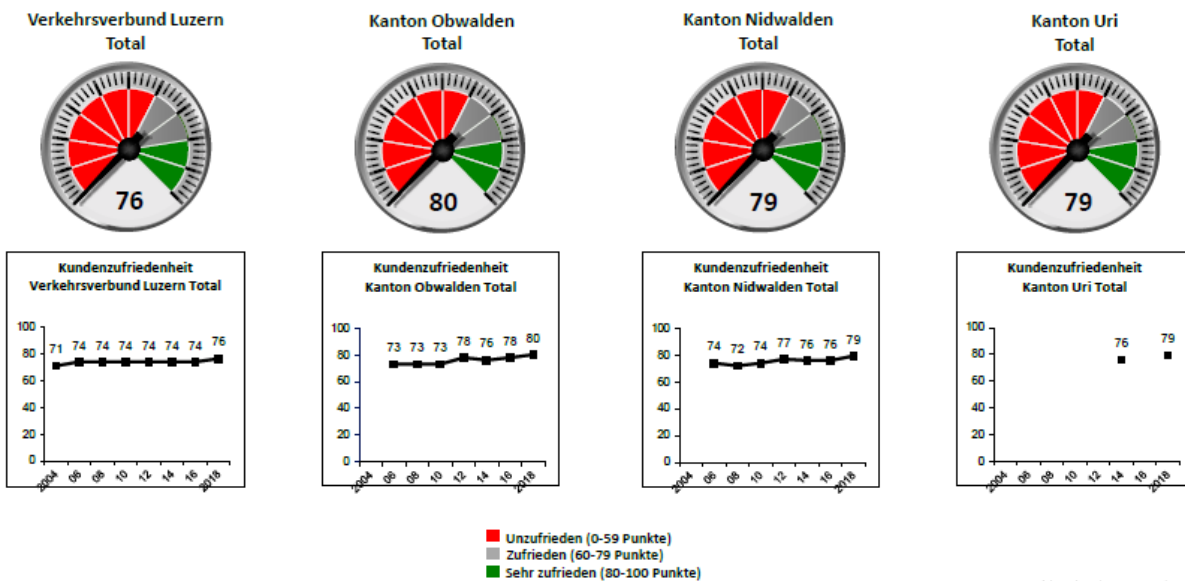 Verkehrsverbund Luzern
Total
76
Kanton Obwalden
Total
80
Kanton Nidwalden
Total
79
Kanton Uri
Total
79
Kundenzufriedenheit
Verkehrsverbund Luzern Total
100
80
60
40
20
0
71 74 74 74 74 74 74 76
2004 06 08 10 12 14 16 2018
Kundenzufriedenheit
Kanton Obwalden Total
100
80
60
40
20
0
73 73 73 78 76 78 80
2004 06 08 10 12 14 16 2018
Kundenzufriedenheit
Kanton Nidwalden Total
100
80
60
40
20
0
74 72 74 77 76 76 79
2004 06 08 10 12 14 16 2018
Kundenzufriedenheit
Kanton Uri Total
100
80
60
40
20
0
76 79
2004 06 08 10 12 14 16 2018
Unzufrieden (0-59 Punkte)
Zufrieden (60-79 Punkte)
Sehr zufrieden (80-100 Punkte)